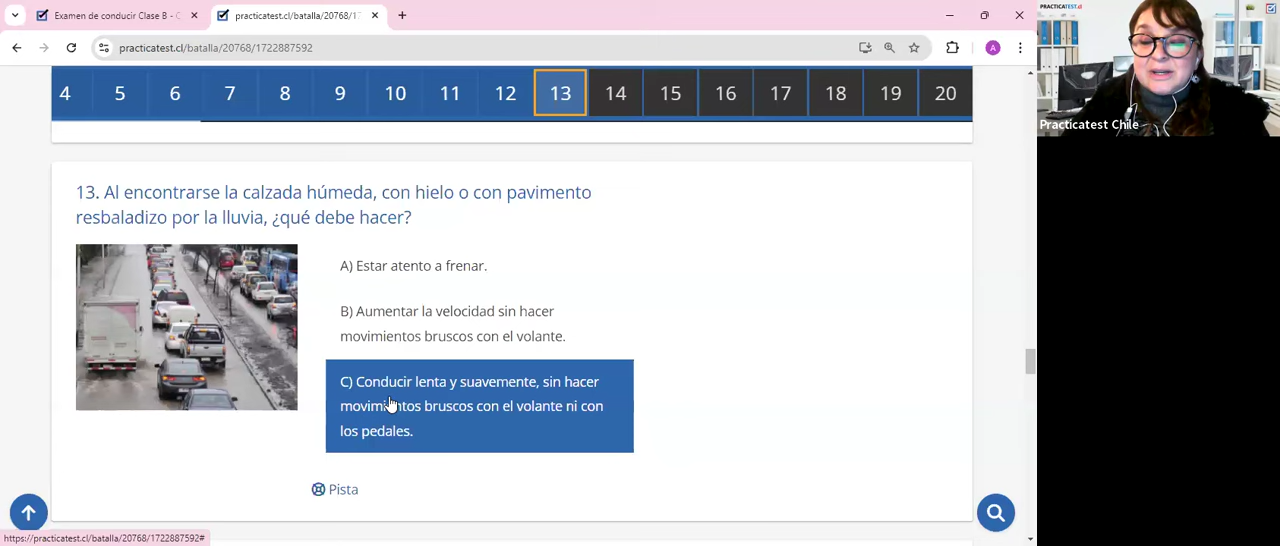 Examen de conducir Clase B - C
practicatest.cl/batalla/20768/17
practicatest.cl/batalla/20768/1722887592
A
PRACTICATEST.cl
Practicatest Chile
4 5 6 7 8 9 10 11 12 13 14 15 16 17 18 19 20
13. Al encontrarse la calzada húmeda, con hielo o con pavimento
resbaladizo por la lluvia, ¿qué debe hacer?
A) Estar atento a frenar.
B) Aumentar la velocidad sin hacer
movimientos bruscos con el volante.
C) Conducir lenta y suavemente, sin hacer
movimientos bruscos con el volante ni con
los pedales.
Pista
https://practicatest.cl/batalla/20768/1722887592#